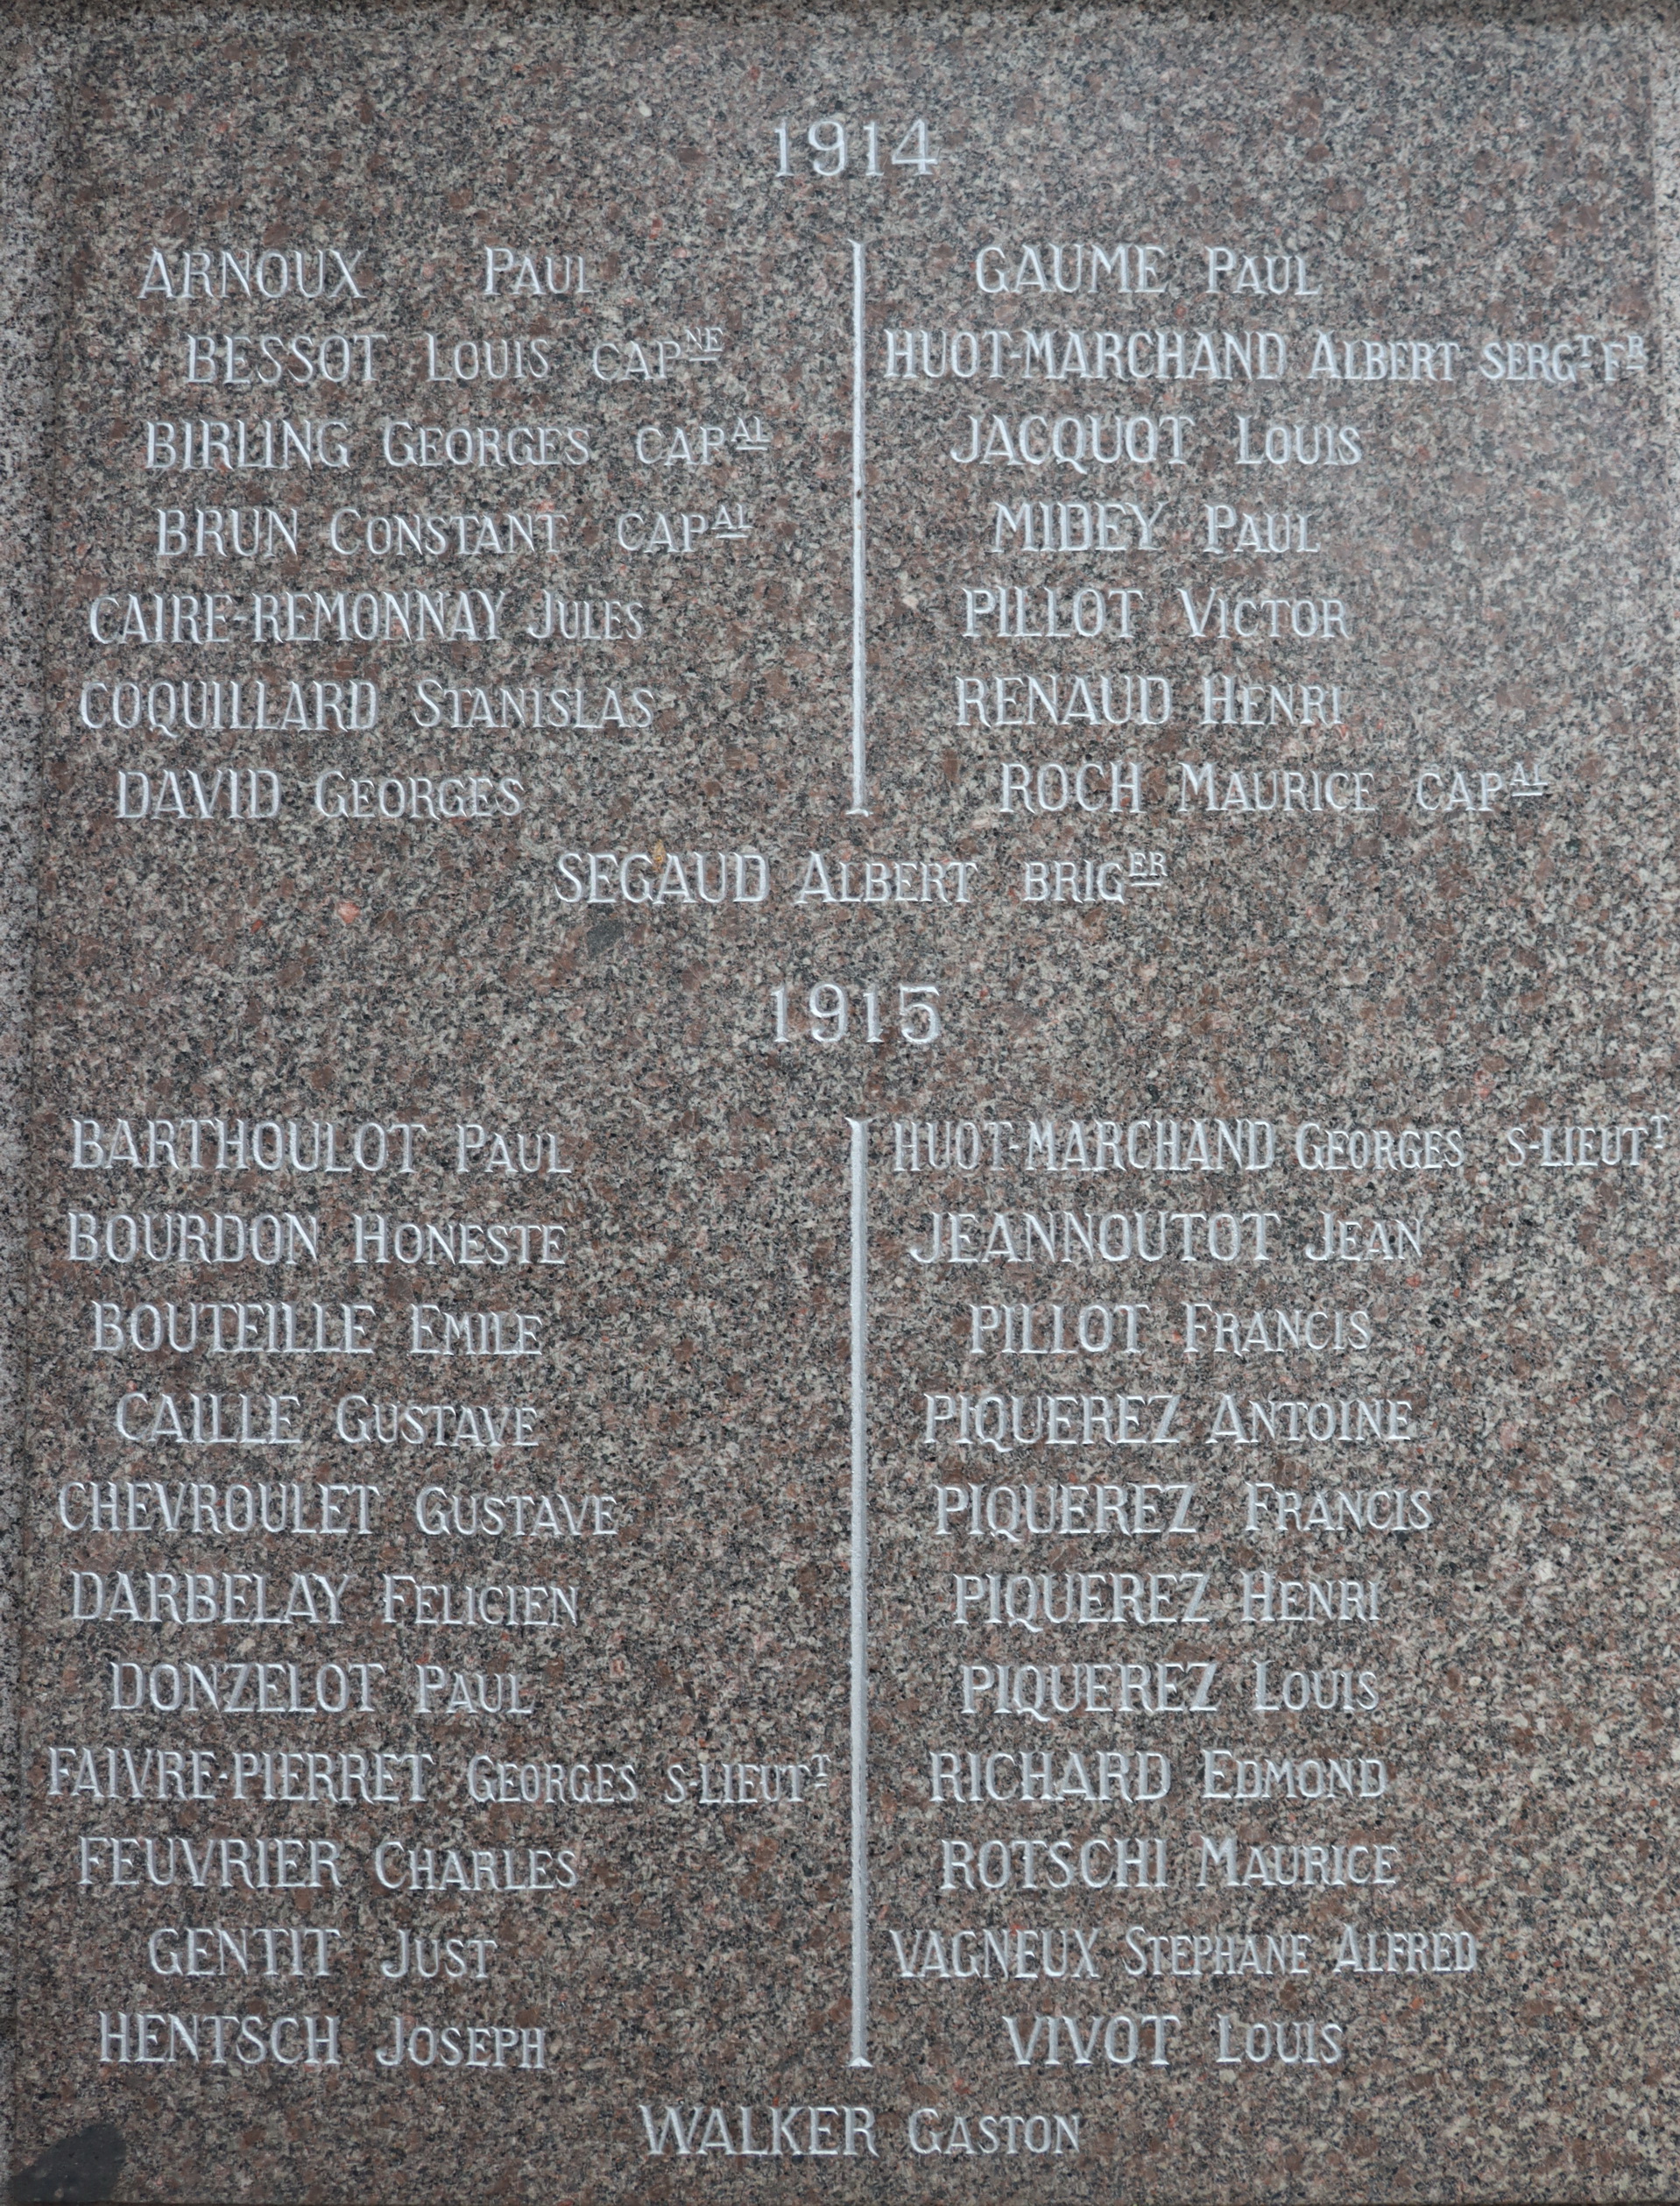 1914
ARNOUX PAUL
BESSOT LOUIS CAPNE
BIRLING GEORGES CAPAL
BRUN CONSTANT CAPAL
CAIRE-REMONNAY JULES
COQUILLARD STANISLAS
DAVID GEORGES
GAUME PAUL
HUOT-MARCHAND ALBERT SERGT FR
JACQUOT LOUIS
MIDEY PAUL
PILLOT VICTOR
RENAUD HENRI
ROCH MAURICE CAPAL
SEGAUD ALBERT BRIGER
1915
BARTHOULOT PAUL
BOURDON HONESTE
BOUTEILLE EMILE
CAILLE GUSTAVE
CHEVROULET GUSTAVE
DARBELAY FELICIEN
DONZELOT PAUL
FAIVRE-PIERRET GEORGES S-LIEUTT
FEUVRIER CHARLES
GENTIT JUST
HENTSCH JOSEPH
HUOT-MARCHAND GEORGES S-LIEUTT
JEANNOUTOT JEAN
PILLOT FRANCIS
PIQUEREZ ANTOINE
PIQUEREZ FRANCIS
PIQUEREZ HENRI
PIQUEREZ LOUIS
RICHARD EDMOND
ROTSCHI MAURICE
VAGNEUX STEPHANE ALFRED
VIVOT LOUIS
WALKER GASTON